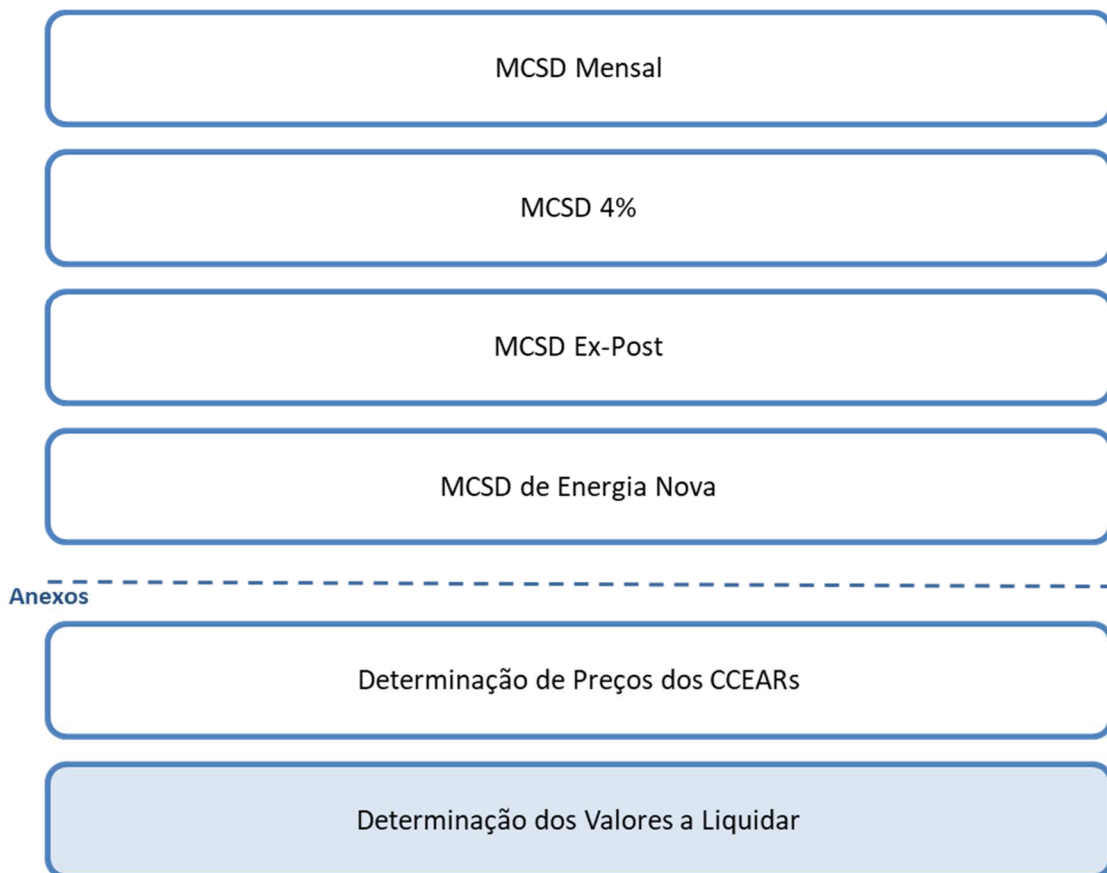 MCSD Mensal
MCSD 4%
MCSD Ex-Post
MCSD de Energia Nova
Anexos
Determinação de Preços dos CCEARs
Determinação dos Valores a Liquidar